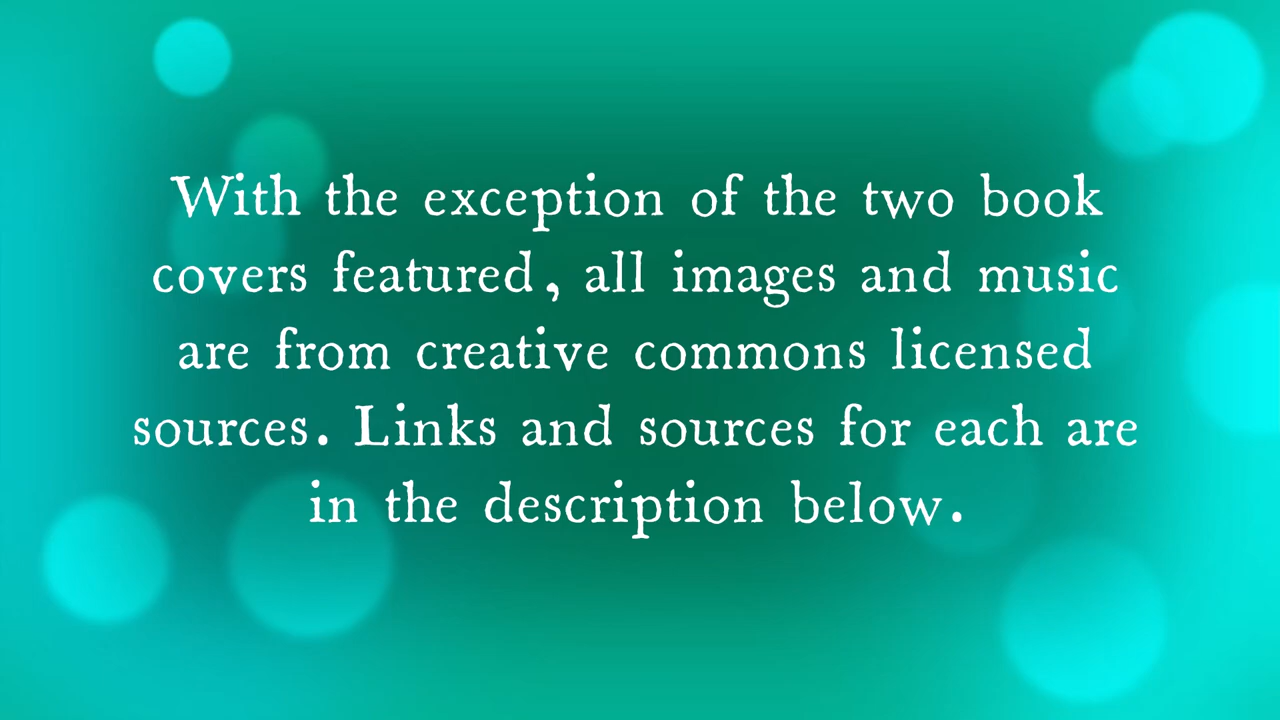 With the exception of the two book
covers featured, all images and music
are from creative commons licensed
sources. Links and sources for each are
in the description below.